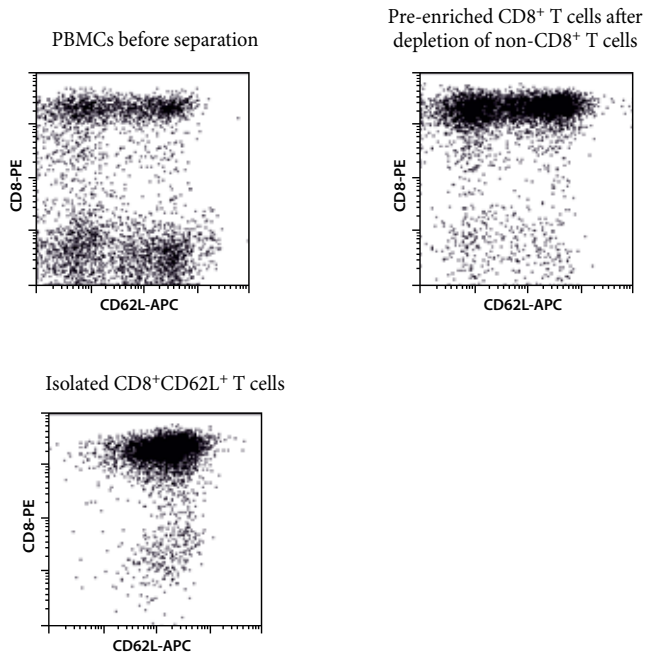 PBMCs before separation
CD8-PE
CD62L-APC
Pre-enriched CD8⁺ T cells after
depletion of non-CD8⁺ T cells
CD8-PE
CD62L-APC
Isolated CD8⁺CD62L⁺ T cells
CD8-PE
CD62L-APC